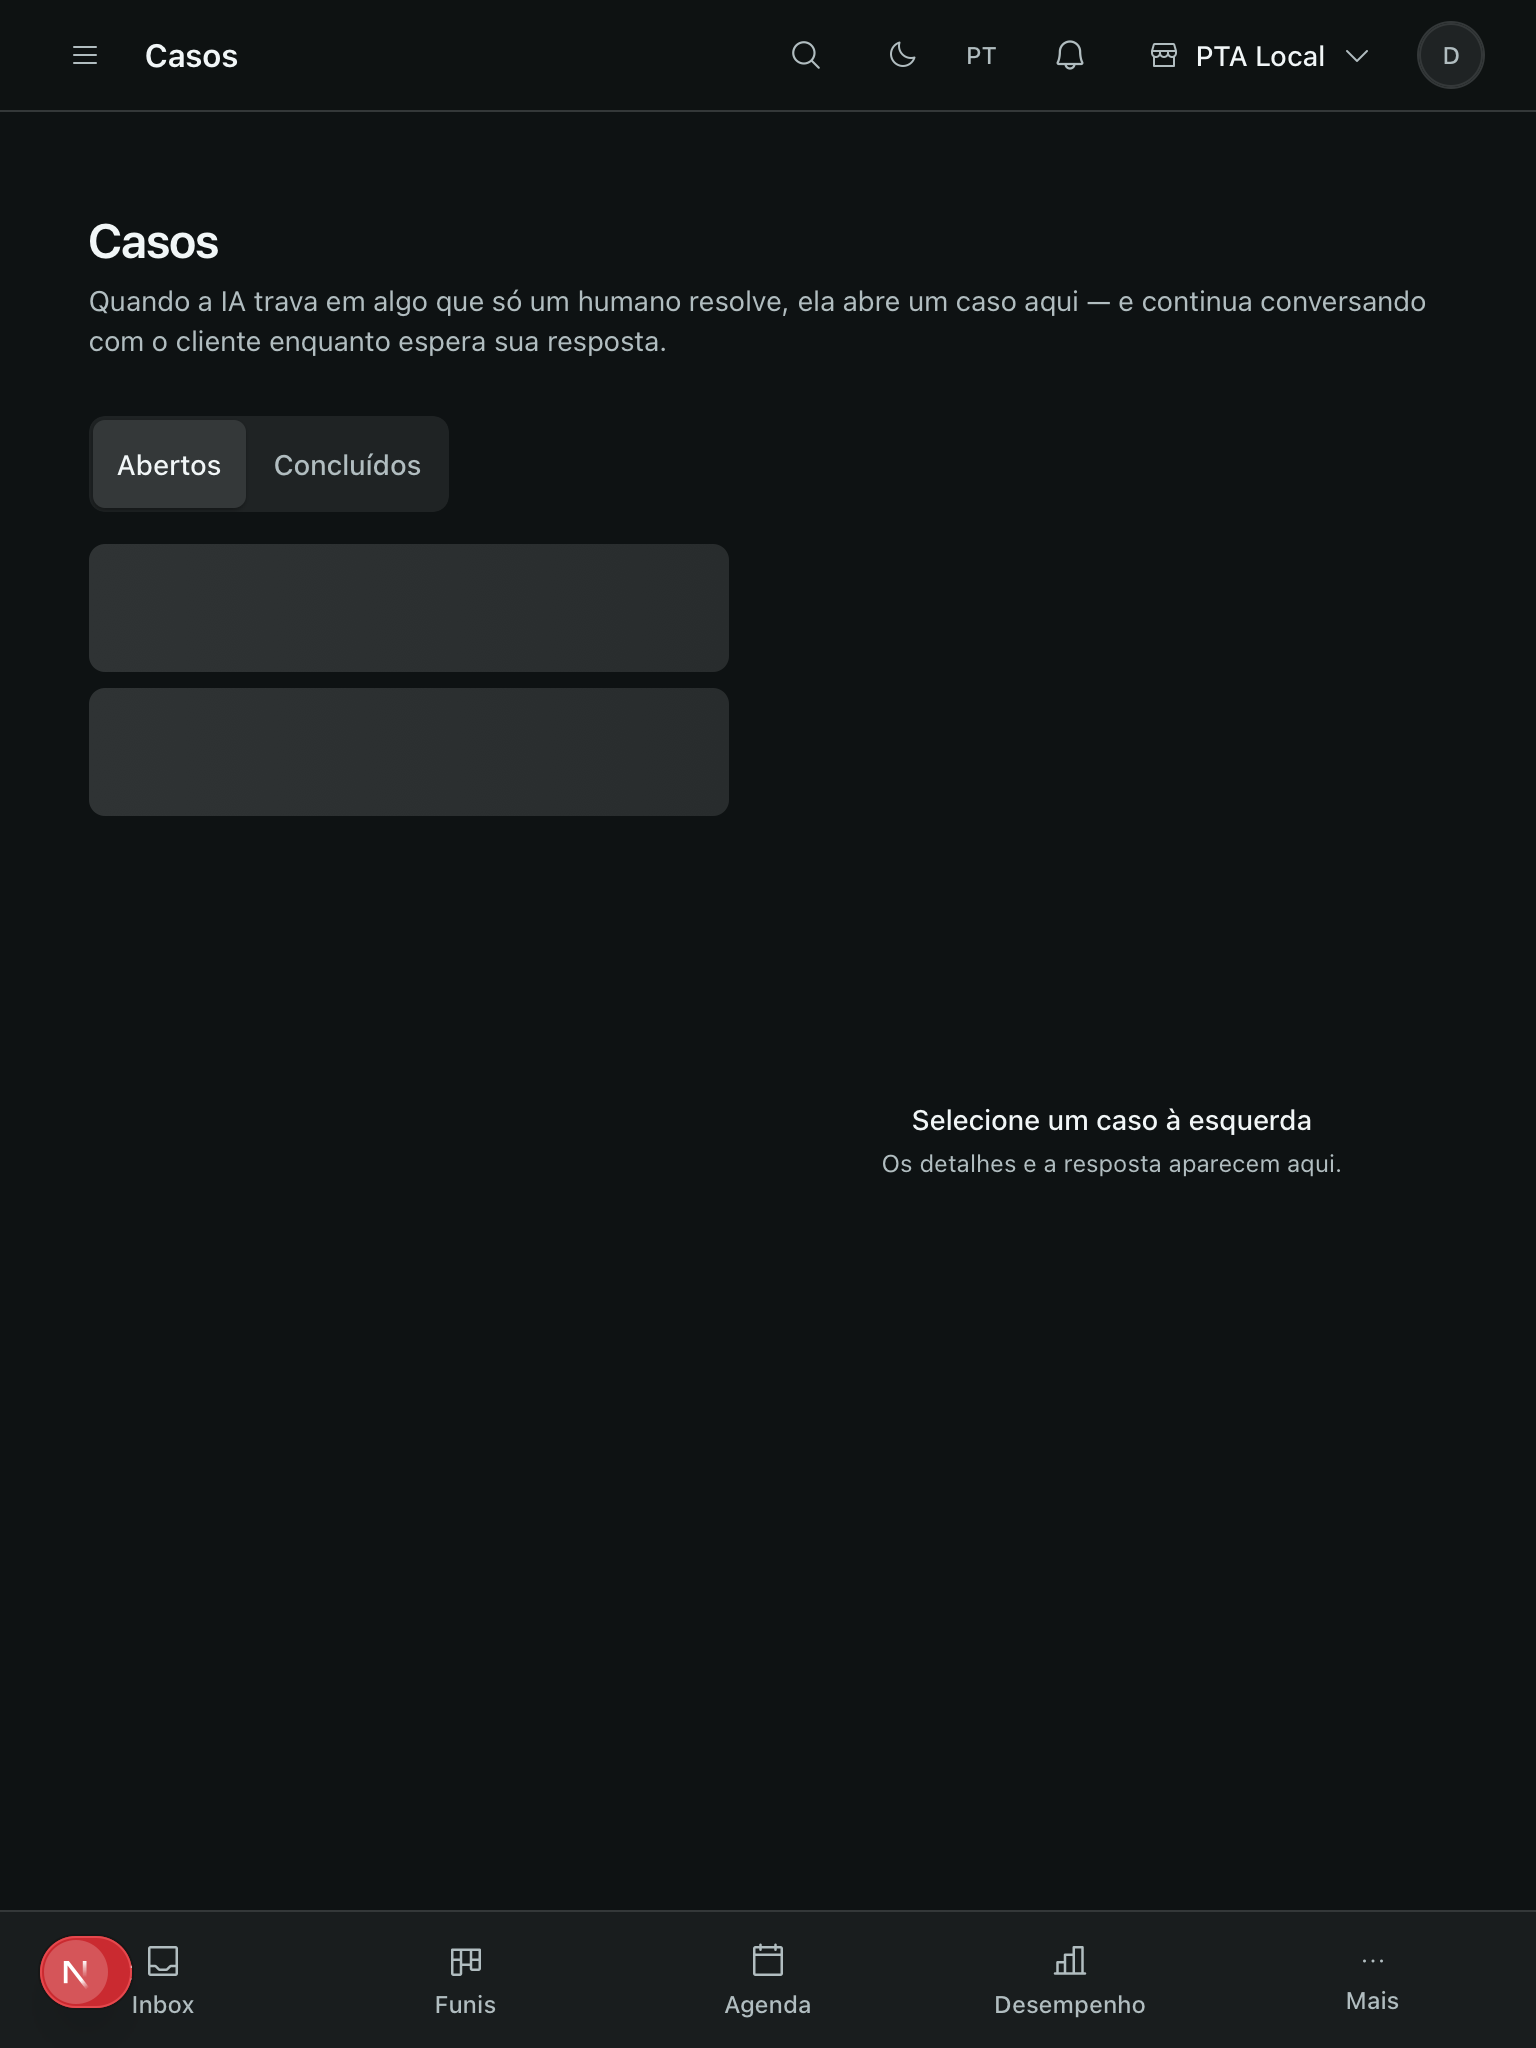 Casos
PT
PTA Local
D
Casos
Quando a IA trava em algo que só um humano resolve, ela abre um caso aqui — e continua conversando
com o cliente enquanto espera sua resposta.
Abertos
Concluídos
Selecione um caso à esquerda
Os detalhes e a resposta aparecem aqui.
N
Inbox
Funis
Agenda
Desempenho
Mais